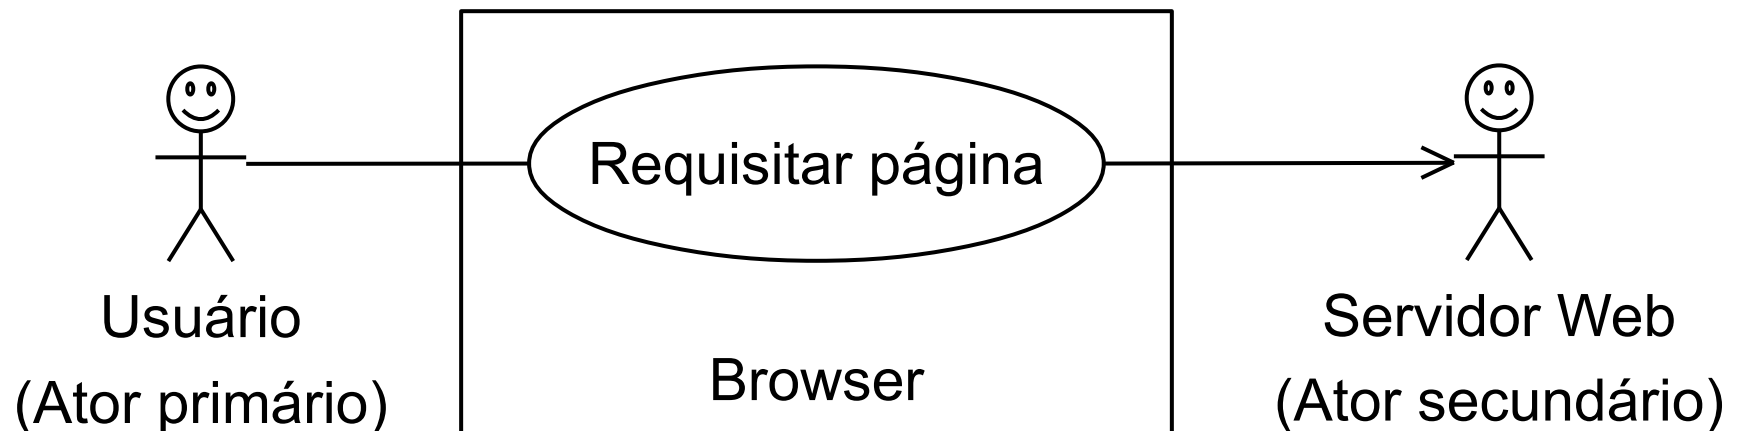 Requisitar página
Usuário
(Ator primário)
Browser
Servidor Web
(Ator secundário)